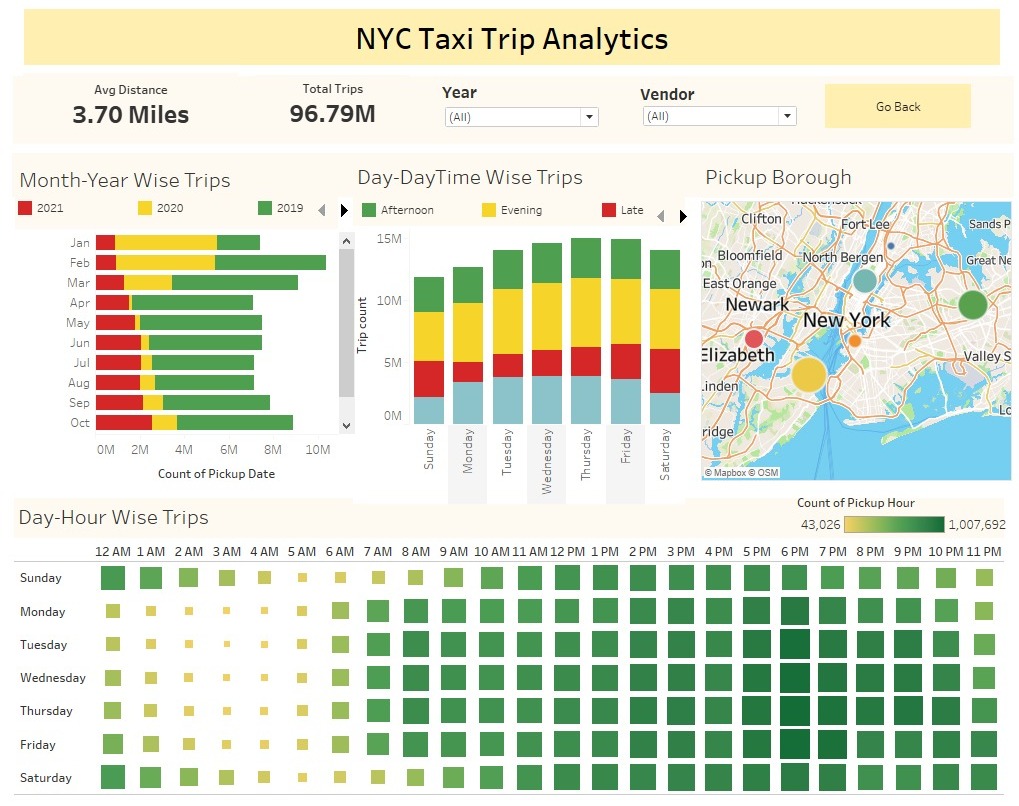 NYC Taxi Trip Analytics
Avg Distance
3.70 Miles
Total Trips
96.79M
Year
(All)
Vendor
(All)
Go Back
Month-Year Wise Trips
2021
2020
2019
Jan
Feb
Mar
Apr
May
Jun
Jul
Aug
Sep
Oct
0M 2M 4M 6M 8M 10M
Count of Pickup Date
Day-DayTime Wise Trips
Afternoon
Evening
Late
15M
10M
5M
0M
Trip count
Sunday
Monday
Tuesday
Wednesday
Thursday
Friday
Saturday
Pickup Borough
Hackensack
Clifton
Fort Lee
Sands P
on
Bloomfield
North Bergen
Great Ne
East Orange
Newark
New York
Elizabeth
Valley S
Linden
Lo
ridge
© Mapbox © OSM
Day-Hour Wise Trips
Count of Pickup Hour
43,026 1,007,692
12 AM 1 AM 2 AM 3 AM 4 AM 5 AM 6 AM 7 AM 8 AM 9 AM 10 AM 11 AM 12 PM 1 PM 2 PM 3 PM 4 PM 5 PM 6 PM 7 PM 8 PM 9 PM 10 PM 11 PM
Sunday
Monday
Tuesday
Wednesday
Thursday
Friday
Saturday